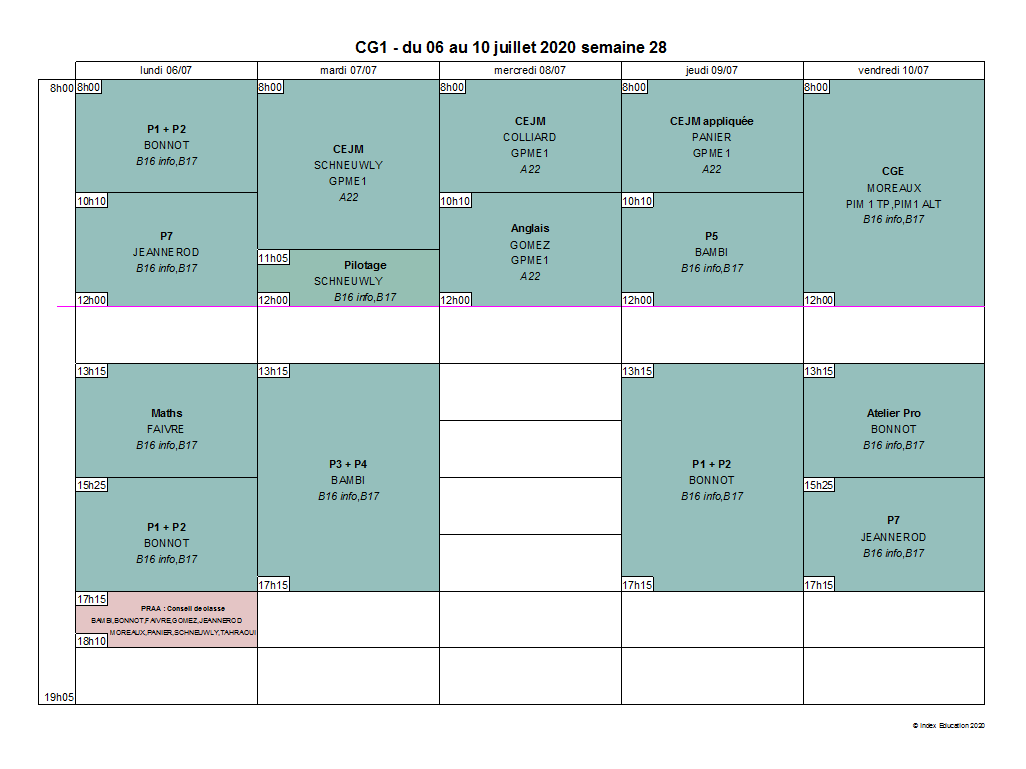 CG1 - du 06 au 10 juillet 2020 semaine 28
lundi 06/07
mardi 07/07
mercredi 08/07
jeudi 09/07
vendredi 10/07
8h00
8h00
P1 + P2
BONNOT
B16 info,B17
10h10
P7
JEANNEROD
B16 info,B17
12h00
13h15
Maths
FAIVRE
B16 info,B17
15h25
P1 + P2
BONNOT
B16 info,B17
17h15
PRAA : Conseil de classe
BAMBI,BONNOT,FAIVRE,GOMEZ,JEANNEROD
MOREAUX,PANIER,SCHNEUWLY,TAHRAOUI
18h10
19h05
8h00
CEJM
SCHNEUWLY
GPME1
A22
11h05
Pilotage
SCHNEUWLY
B16 info,B17
12h00
13h15
P3 + P4
BAMBI
B16 info,B17
17h15
8h00
CEJM
COLLIARD
GPME1
A22
10h10
Anglais
GOMEZ
GPME1
A22
12h00
8h00
CEJM appliquée
PANIER
GPME1
A22
10h10
P5
BAMBI
B16 info,B17
12h00
13h15
P1 + P2
BONNOT
B16 info,B17
17h15
8h00
CGE
MOREAUX
PIM 1 TP,PIM1 ALT
B16 info,B17
12h00
13h15
Atelier Pro
BONNOT
B16 info,B17
15h25
P7
JEANNEROD
B16 info,B17
17h15
© Index Education 2020